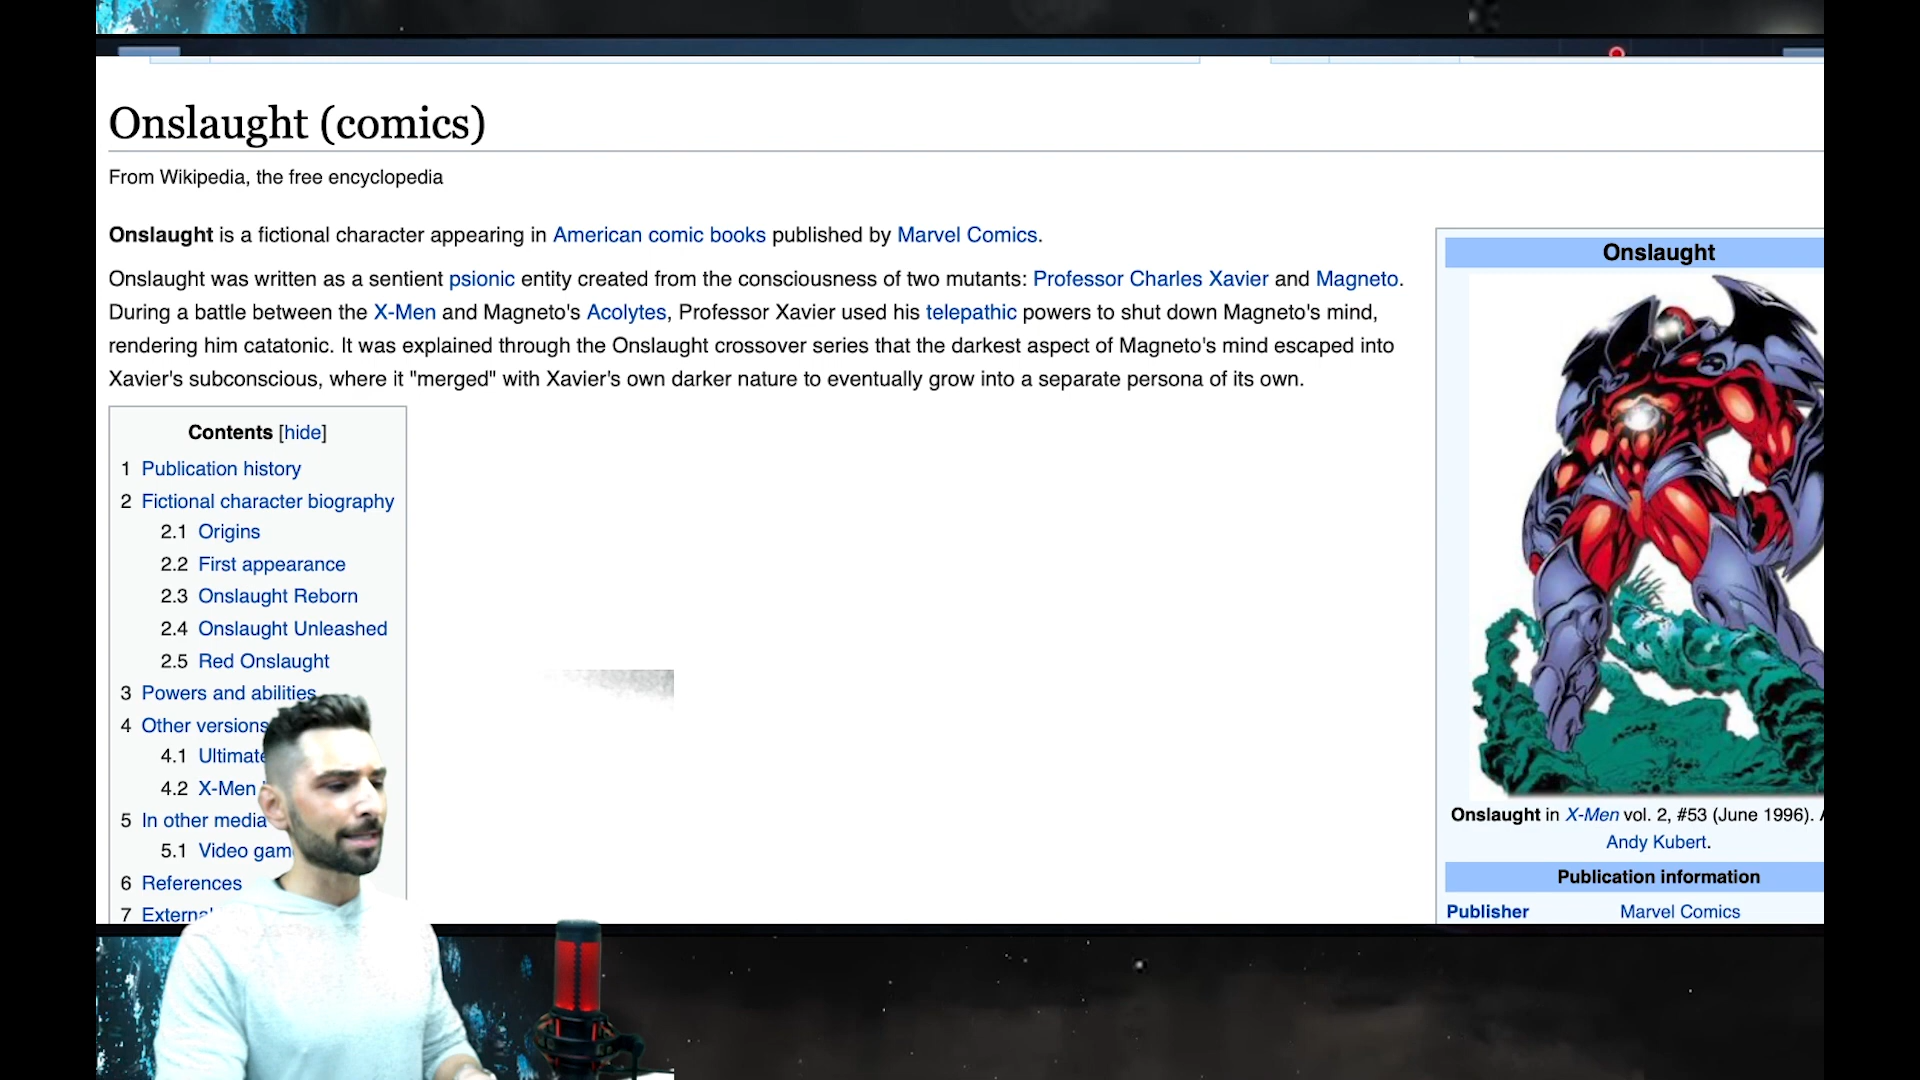 Onslaught (comics)
From Wikipedia, the free encyclopedia
Onslaught is a fictional character appearing in American comic books published by Marvel Comics.
Onslaught was written as a sentient psionic entity created from the consciousness of two mutants: Professor Charles Xavier and Magneto.
During a battle between the X-Men and Magneto's Acolytes, Professor Xavier used his telepathic powers to shut down Magneto's mind,
rendering him catatonic. It was explained through the Onslaught crossover series that the darkest aspect of Magneto's mind escaped into
Xavier's subconscious, where it "merged" with Xavier's own darker nature to eventually grow into a separate persona of its own.
Contents [hide]
1 Publication history
2 Fictional character biography
2.1 Origins
2.2 First appearance
2.3 Onslaught Reborn
2.4 Onslaught Unleashed
2.5 Red Onslaught
3 Powers and abilities
4 Other versions
4.1 Ultimate
4.2 X-Men
5 In other media
5.1 Video
6 References
7
Onslaught
Onslaught in X-Men vol. 2, #53 (June 1996).
Andy Kubert.
Publication information
Publisher Marvel Comics